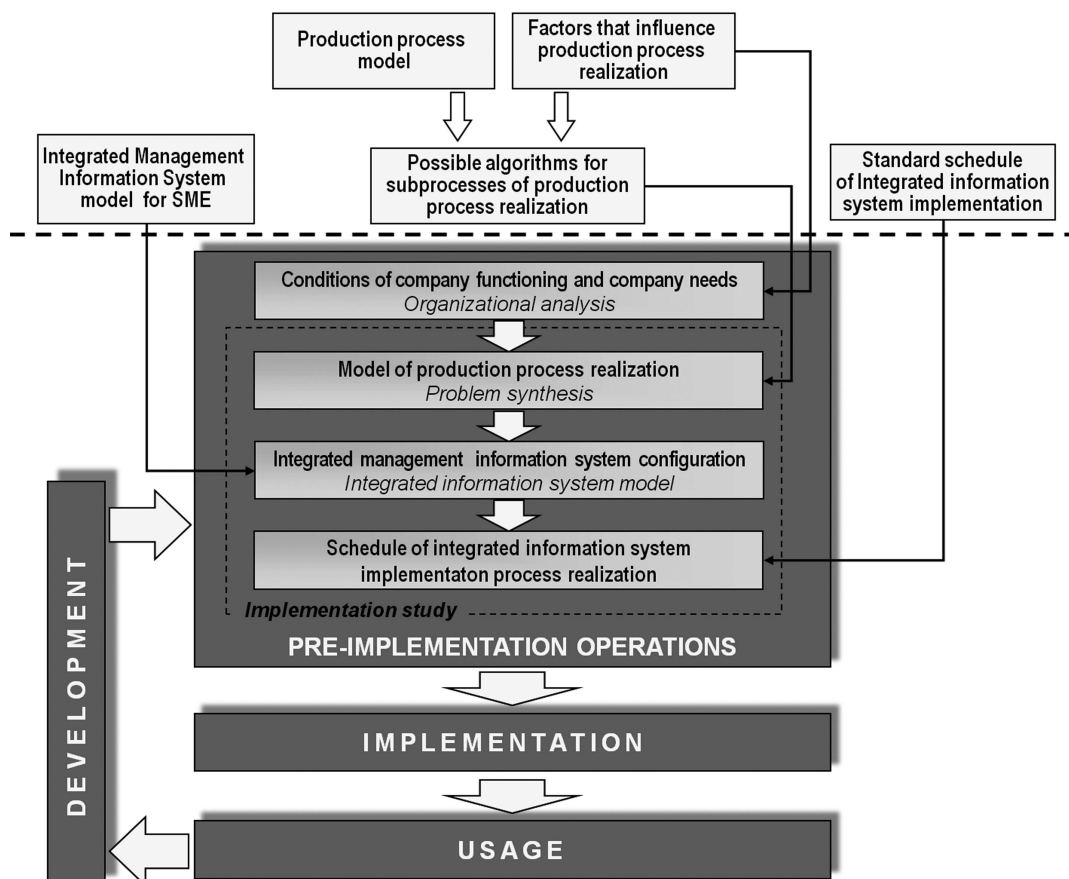 Production process
model
Factors that influence
production process
realization
Integrated Management
Information System
model for SME
Possible algorithms for
subprocesses of production
process realization
Standard schedule
of Integrated information
system implementation
Conditions of company functioning and company needs
Organizational analysis
Model of production process realization
Problem synthesis
Integrated management information system configuration
Integrated information system model
Schedule of integrated information system
implementaton process realization
Implementation study
PRE-IMPLEMENTATION OPERATIONS
DEVELOPMENT
IMPLEMENTATION
USAGE